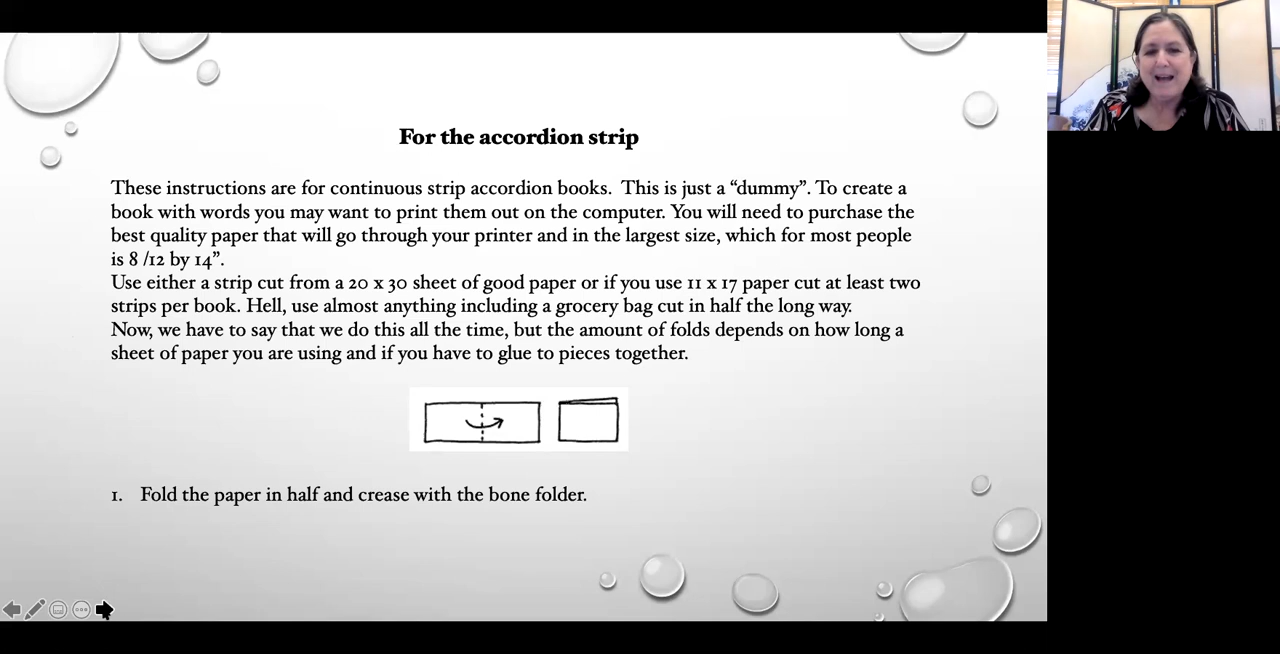 For the accordion strip
These instructions are for continuous strip accordion books.  This is just a “dummy”. To create a
book with words you may want to print them out on the computer. You will need to purchase the
best quality paper that will go through your printer and in the largest size, which for most people
is 8 /12 by 14”.
Use either a strip cut from a 20 x 30 sheet of good paper or if you use 11 x 17 paper cut at least two
strips per book. Hell, use almost anything including a grocery bag cut in half the long way.
Now, we have to say that we do this all the time, but the amount of folds depends on how long a
sheet of paper you are using and if you have to glue to pieces together.
1. Fold the paper in half and crease with the bone folder.